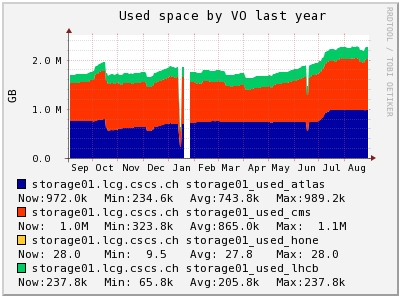 Used space by VO last year
RRDTOOL / TOBI OETIKER
GB
2.0 M
1.0 M
0.0
Sep Oct Nov Dec Jan Feb Mar Apr May Jun Jul Aug
storage01.lcg.cscs.ch storage01_used_atlas
Now:972.0k Min:234.6k Avg:743.8k Max:989.2k
storage01.lcg.cscs.ch storage01_used_cms
Now: 1.0M Min:323.8k Avg:865.0k Max: 1.1M
storage01.lcg.cscs.ch storage01_used_hone
Now: 28.0 Min: 9.5 Avg: 27.8 Max: 28.0
storage01.lcg.cscs.ch storage01_used_lhcb
Now:237.8k Min: 65.8k Avg:205.8k Max:237.8k